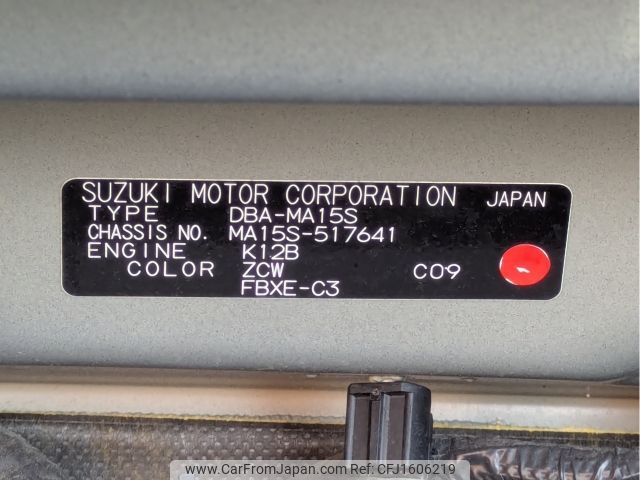 SUZUKI MOTOR CORPORATION JAPAN
TYPE DBA-MA15S
CHASSIS NO. MA15S-517641
ENGINE K12B
COLOR ZCW C09
FBXE-C3
www.CarFromJapan.com | CFJ1606219